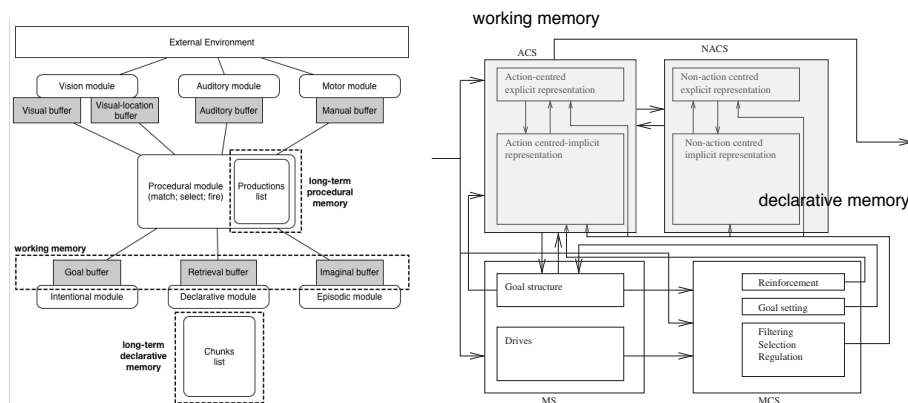 External Environment
Vision module
Auditory module
Motor module
Visual buffer
Visual-location
buffer
Auditory buffer
Manual buffer
Procedural module
(match; select; fire)
Productions
list
long-term
procedural
memory
working memory
Goal buffer
Retrieval buffer
Imaginal buffer
Intentional module
Declarative module
Episodic module
long-term
declarative
memory
Chunks
list
working memory
ACS
NACS
Action-centred
explicit representation
Non-action centred
explicit representation
Action centred-implicit
representation
Non-action centred
implicit representation
declarative memory
Goal structure
Drives
Reinforcement
Goal setting
Filtering
Selection
Regulation
MS
MCS